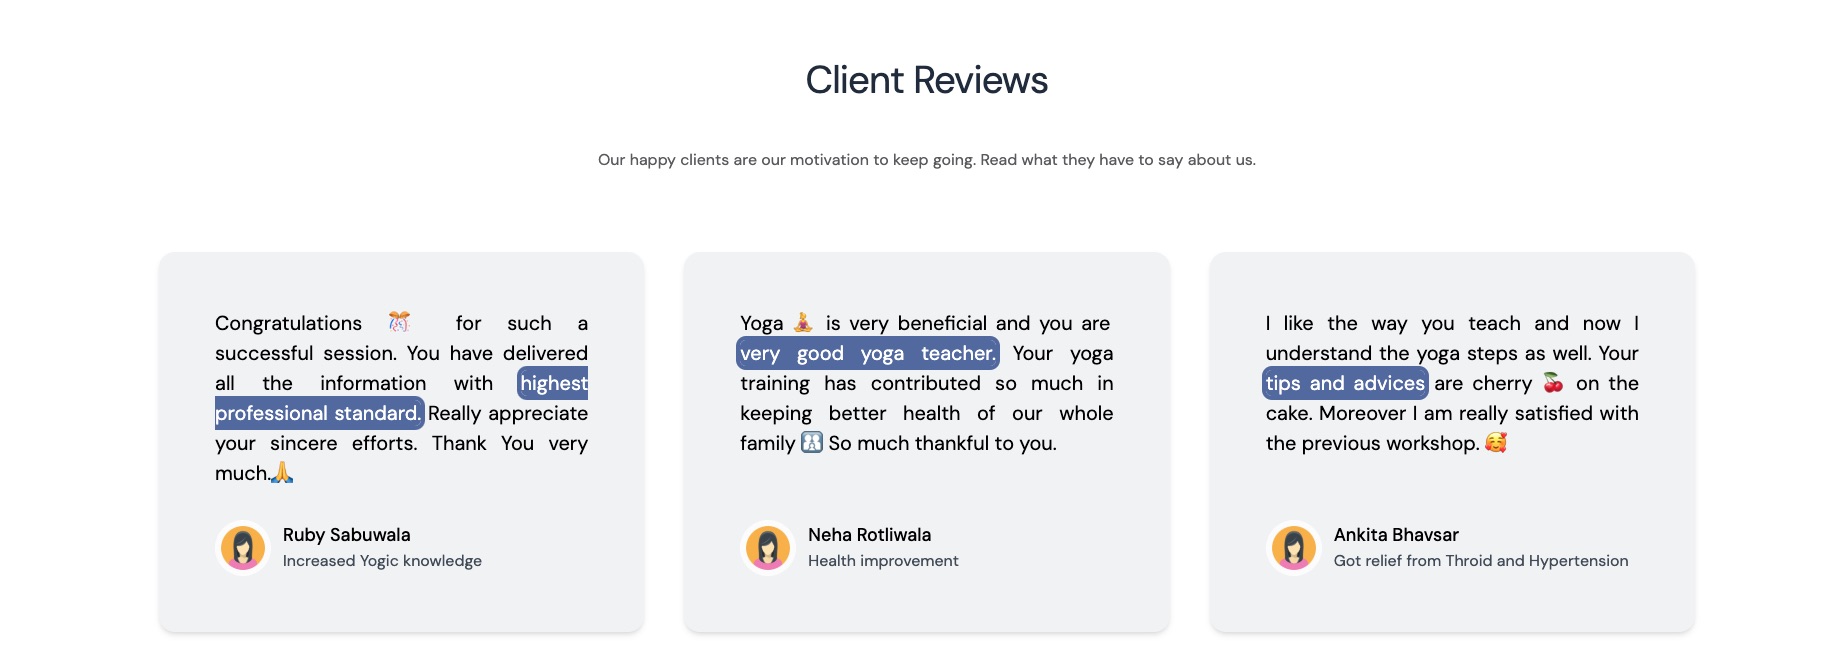 Client Reviews
Our happy clients are our motivation to keep going. Read what they have to say about us.
Congratulations 🎊 for such a
successful session. You have delivered
all the information with highest
professional standard. Really appreciate
your sincere efforts. Thank You very
much.🙏
Ruby Sabuwala
Increased Yogic knowledge
Yoga 🧘 is very beneficial and you are
very good yoga teacher. Your yoga
training has contributed so much in
keeping better health of our whole
family 👪 So much thankful to you.
Neha Rotliwala
Health improvement
I like the way you teach and now I
understand the yoga steps as well. Your
tips and advices are cherry 🍒 on the
cake. Moreover I am really satisfied with
the previous workshop. 🥰
Ankita Bhavsar
Got relief from Throid and Hypertension